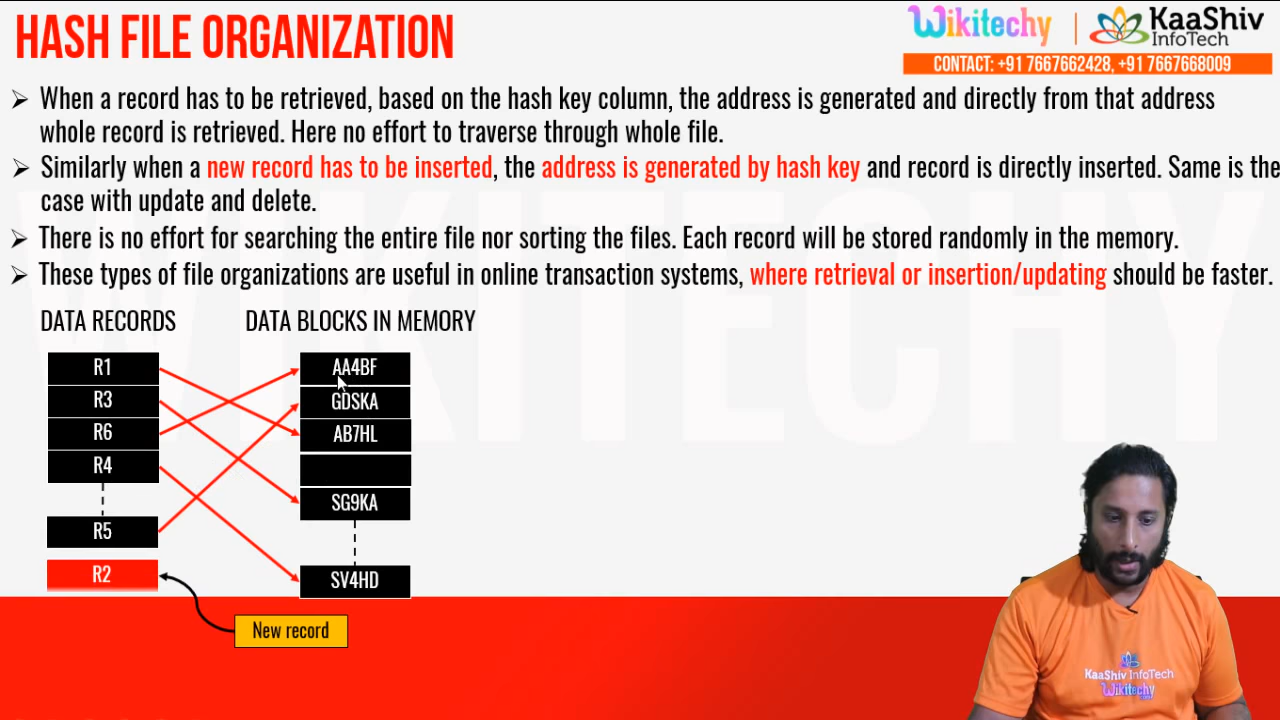 HASH FILE ORGANIZATION
Wikitechy
KaaShiv
InfoTech
CONTACT: +91 7667662428, +91 7667668009
When a record has to be retrieved, based on the hash key column, the address is generated and directly from that address
whole record is retrieved. Here no effort to traverse through whole file.
Similarly when a new record has to be inserted, the address is generated by hash key and record is directly inserted. Same is the
case with update and delete.
There is no effort for searching the entire file nor sorting the files. Each record will be stored randomly in the memory.
These types of file organizations are useful in online transaction systems, where retrieval or insertion/updating should be faster.
WIKITECHY
DATA RECORDS
DATA BLOCKS IN MEMORY
R1
R3
R6
R4
R5
R2
AA4BF
GDSKA
AB7HL
SG9KA
SV4HD
New record
KaaShiv InfoTech
Wikitechy